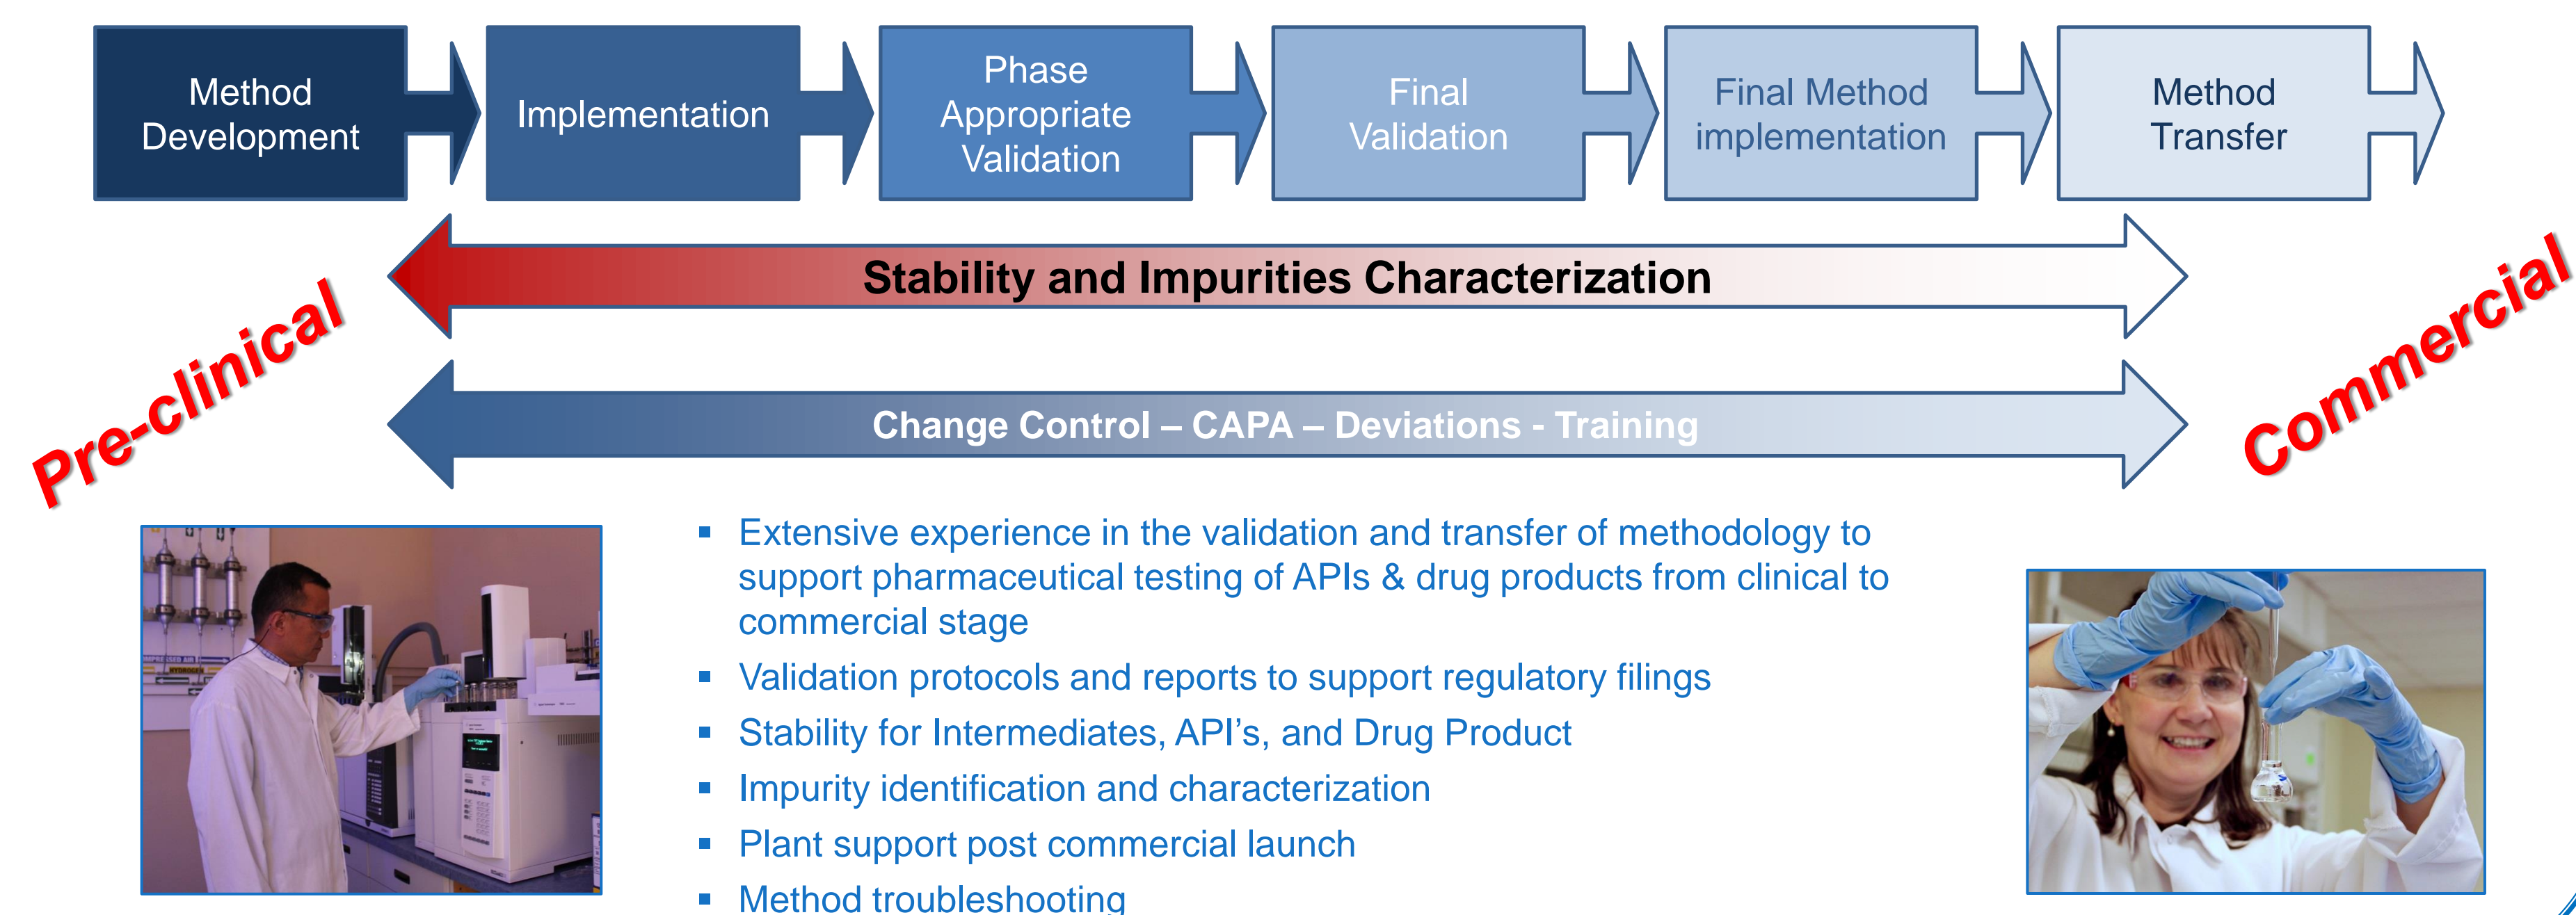 Method
Development
Implementation
Phase
Appropriate
Validation
Final
Validation
Final Method
implementation
Method
Transfer
Stability and Impurities Characterization
Pre-clinical
Commercial
Change Control – CAPA – Deviations - Training
▪ Extensive experience in the validation and transfer of methodology to
support pharmaceutical testing of APIs & drug products from clinical to
commercial stage
▪ Validation protocols and reports to support regulatory filings
▪ Stability for Intermediates, API’s, and Drug Product
▪ Impurity identification and characterization
▪ Plant support post commercial launch
▪ Method troubleshooting
HYDROGEN